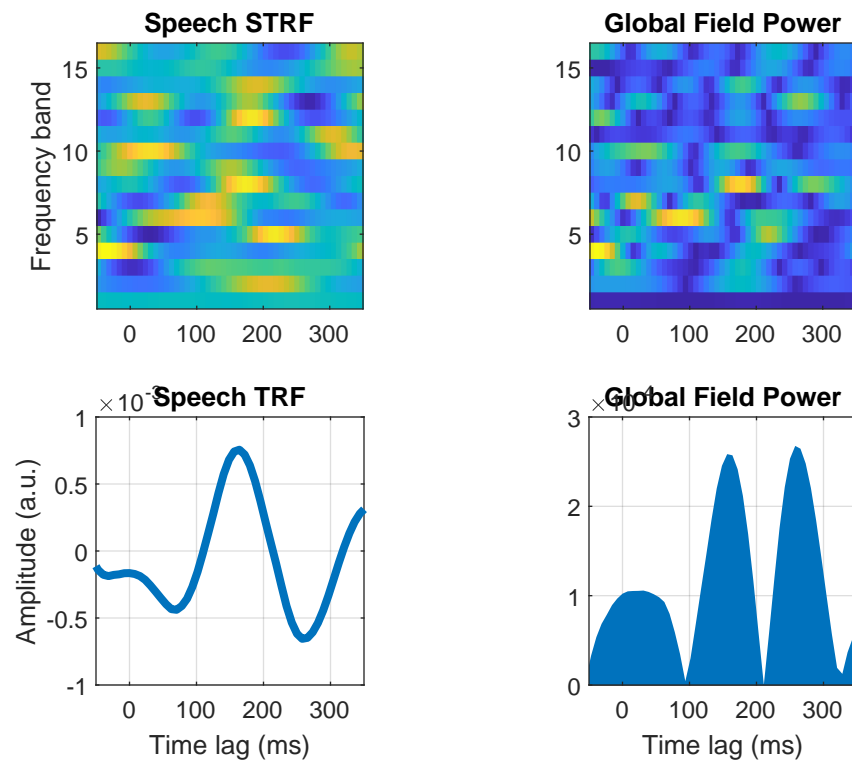 Speech STRF
Global Field Power
Frequency band
15
10
5
0 100 200 300
15
10
5
0 100 200 300
×10^-3
Speech TRF
Global Field Power
Amplitude (a.u.)
1
0.5
0
-0.5
-1
0 100 200 300
Time lag (ms)
3
2
1
0
0 100 200 300
Time lag (ms)